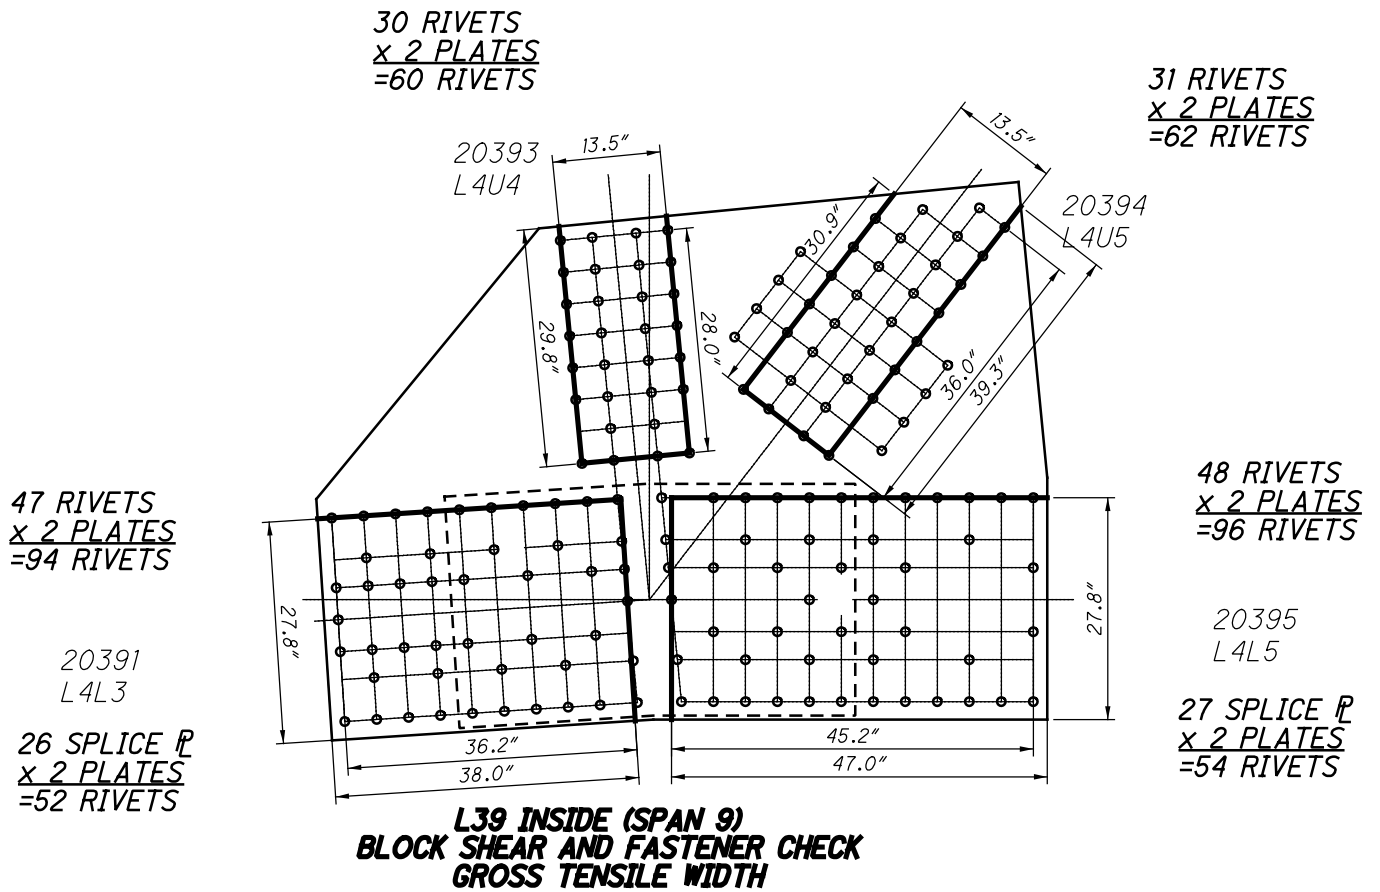 30 RIVETS
x 2 PLATES
=60 RIVETS
31 RIVETS
x 2 PLATES
=62 RIVETS
20393
L4U4
13.5"
13.5"
20394
L4U5
30.9"
29.8"
28.0"
36.0"
39.3"
47 RIVETS
x 2 PLATES
=94 RIVETS
48 RIVETS
x 2 PLATES
=96 RIVETS
27.8"
27.8"
20391
L4L3
20395
L4L5
26 SPLICE ⅊
x 2 PLATES
=52 RIVETS
27 SPLICE ⅊
x 2 PLATES
=54 RIVETS
36.2"
38.0"
45.2"
47.0"
L39 INSIDE (SPAN 9)
BLOCK SHEAR AND FASTENER CHECK
GROSS TENSILE WIDTH